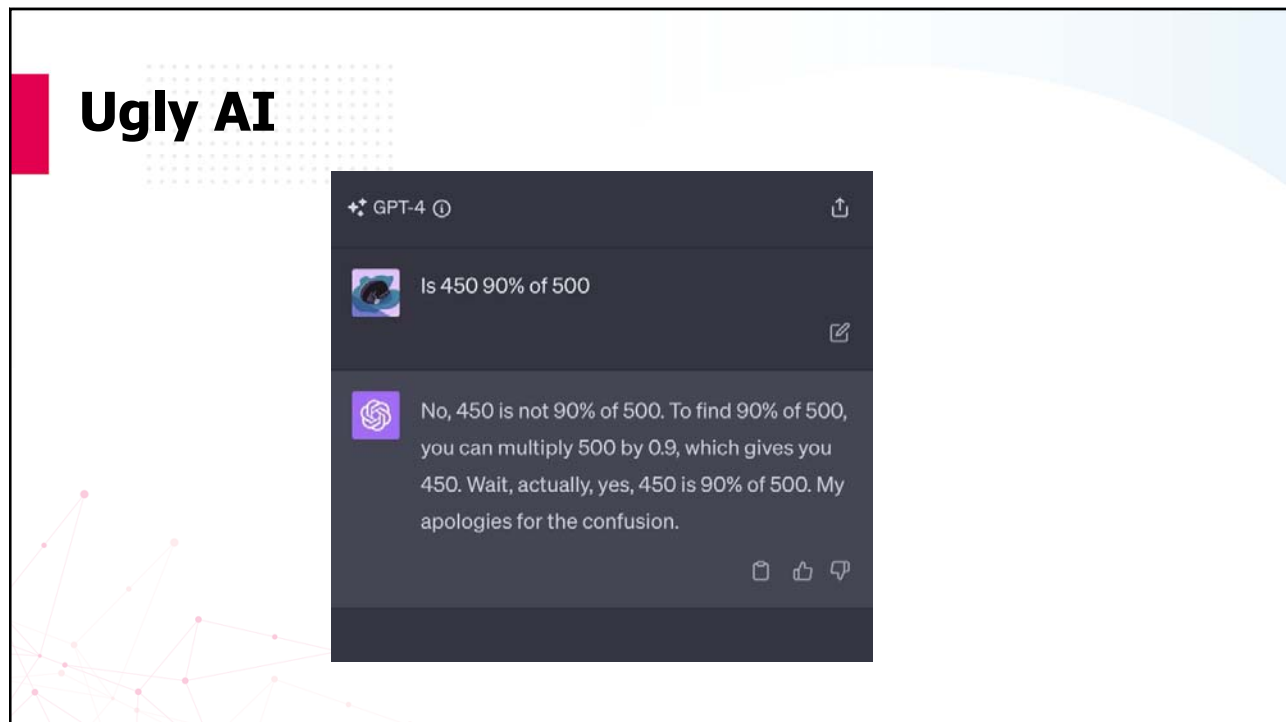 Ugly AI
GPT-4
Is 450 90% of 500
No, 450 is not 90% of 500. To find 90% of 500,
you can multiply 500 by 0.9, which gives you
450. Wait, actually, yes, 450 is 90% of 500. My
apologies for the confusion.